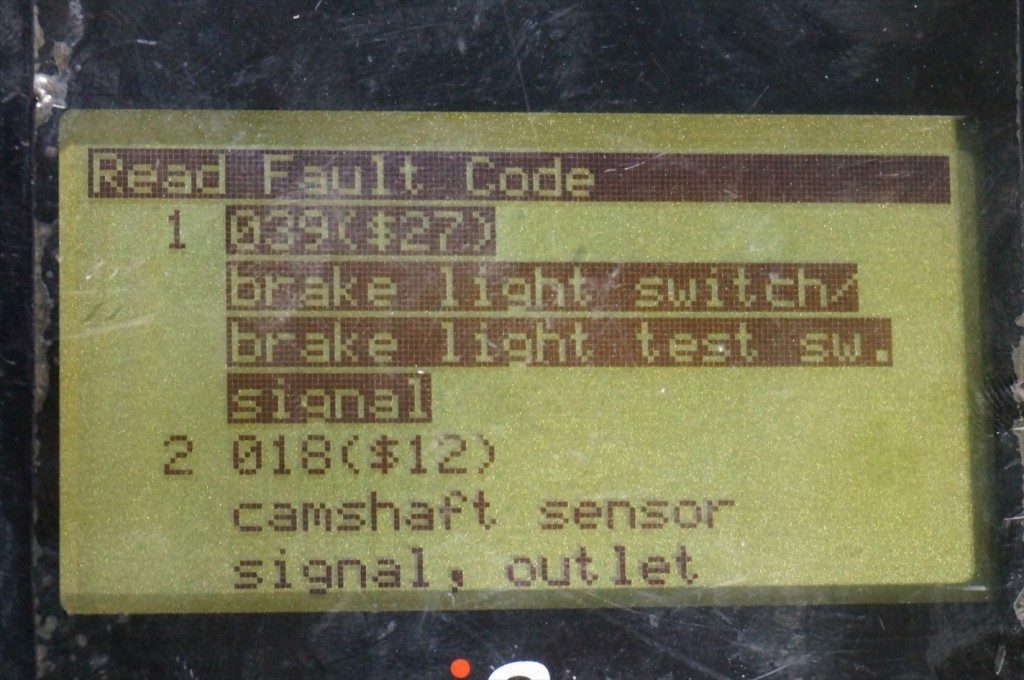 Read Fault Code
1 039($27)
brake light switch/
brake light test sw.
signal
2 018($12)
camshaft sensor
signal, outlet